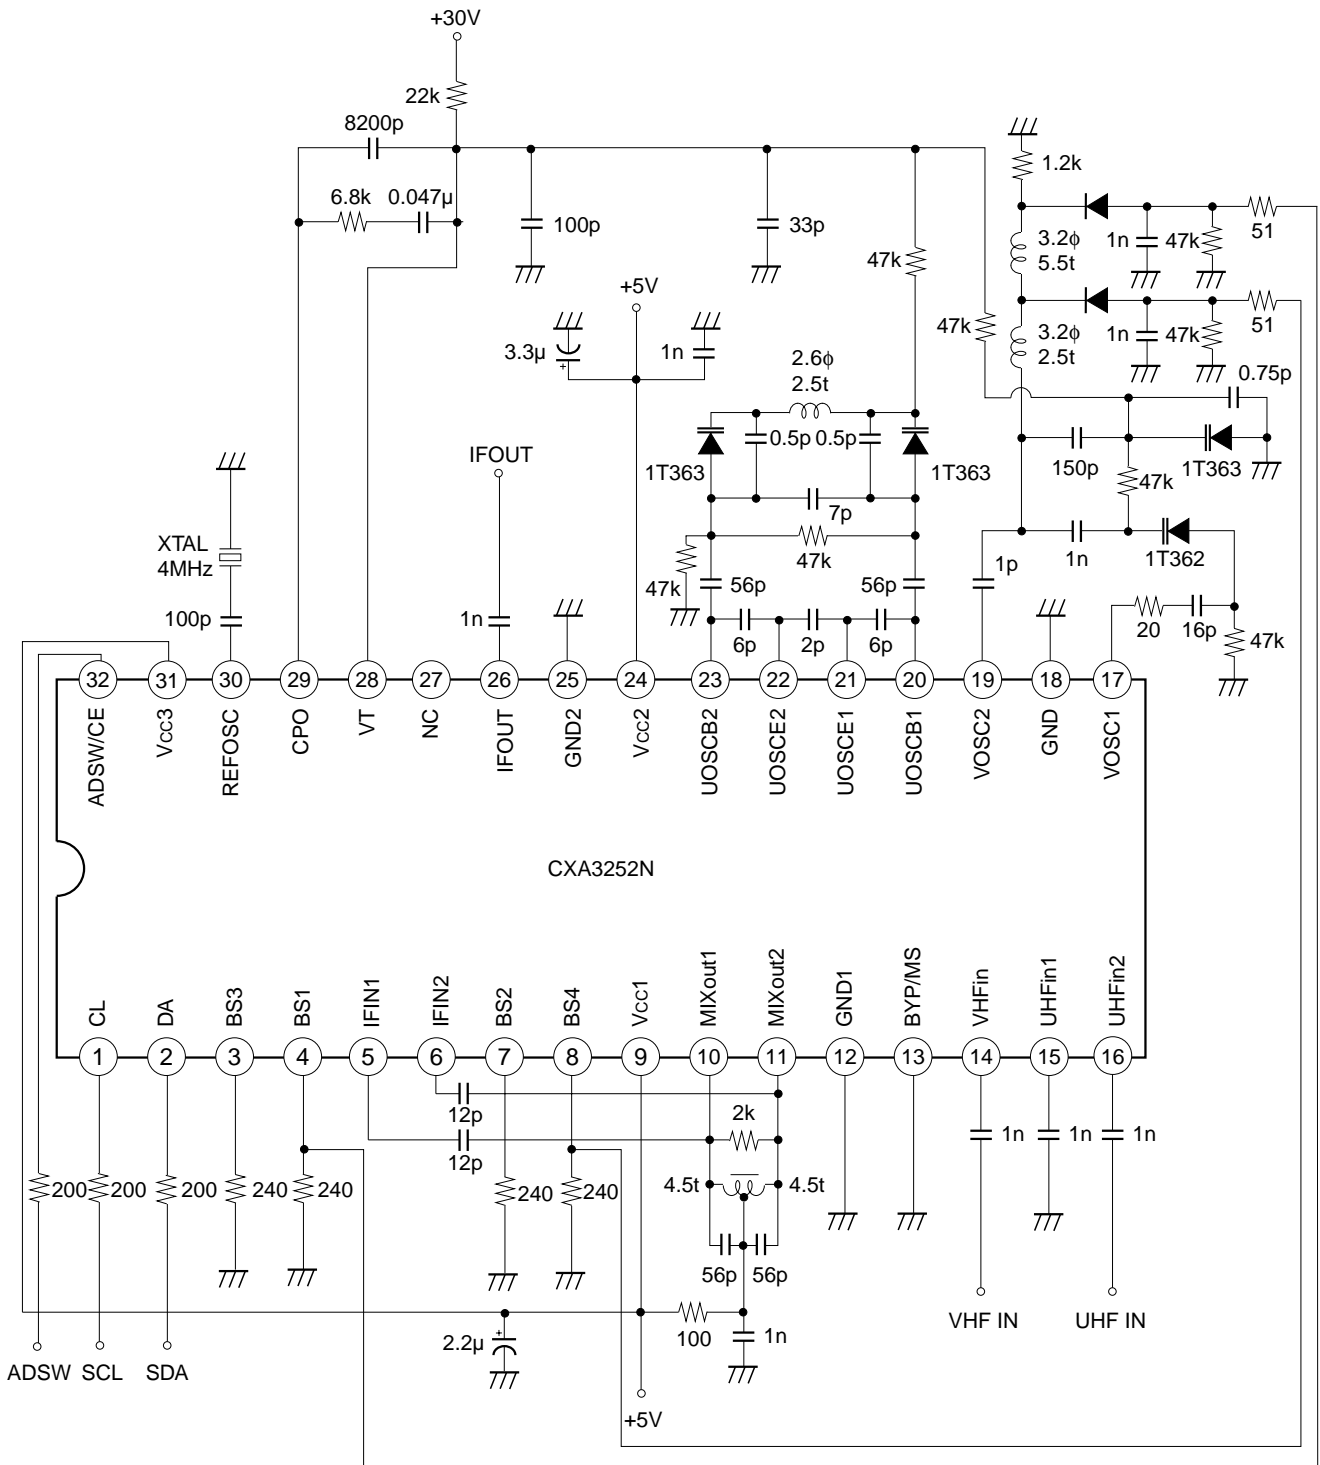 +30V
22k
8200p
6.8k 0.047µ
100p
33p
47k
1.2k
3.2ϕ
5.5t
1n
47k
51
3.2ϕ
2.5t
1n
47k
51
47k
0.75p
+5V
3.3µ
+
1n
2.6ϕ
2.5t
0.5p 0.5p
1T363
1T363
7p
47k
47k
56p
56p
6p
2p
6p
150p
1T363
47k
1p
1n
1T362
20
16p
47k
IFOUT
1n
XTAL
4MHz
100p
32 31 30 29 28 27 26 25 24 23 22 21 20 19 18 17
ADSW/CE
Vcc3
REFOSC
CPO
VT
NC
IFOUT
GND2
Vcc2
UOSCB2
UOSCE2
UOSCE1
UOSCB1
VOSC2
GND
VOSC1
CXA3252N
CL
DA
BS3
BS1
IFIN1
IFIN2
BS2
BS4
Vcc1
MIXout1
MIXout2
GND1
BYP/MS
VHFin
UHFin1
UHFin2
1 2 3 4 5 6 7 8 9 10 11 12 13 14 15 16
12p
12p
2k
1n 1n 1n
200 200 200 240 240 240 240
4.5t 4.5t
56p 56p
100
1n
2.2µ
+
+5V
VHF IN UHF IN
ADSW SCL SDA